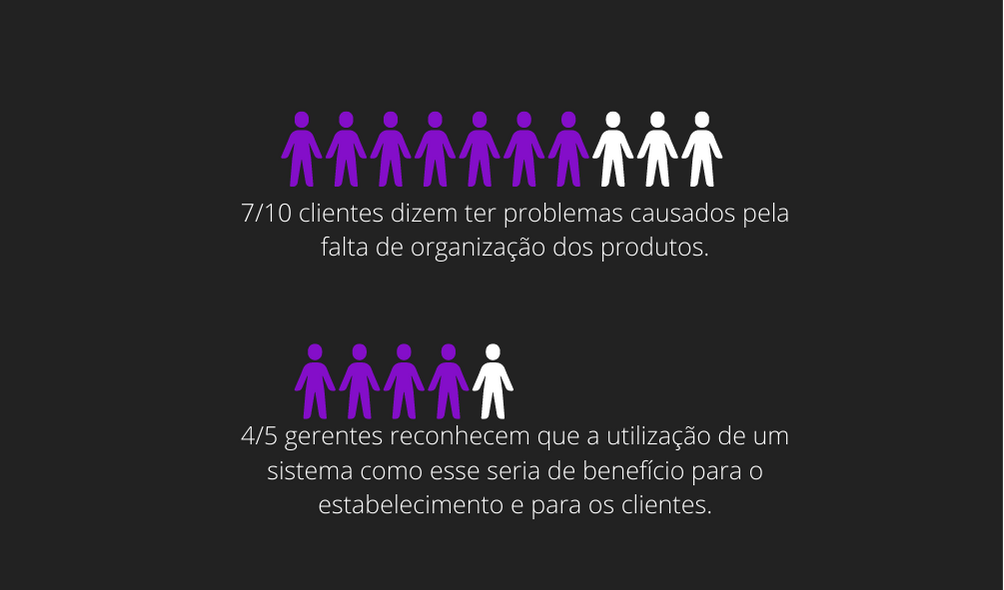 7/10 clientes dizem ter problemas causados pela
falta de organização dos produtos.
4/5 gerentes reconhecem que a utilização de um
sistema como esse seria de benefício para o
estabelecimento e para os clientes.